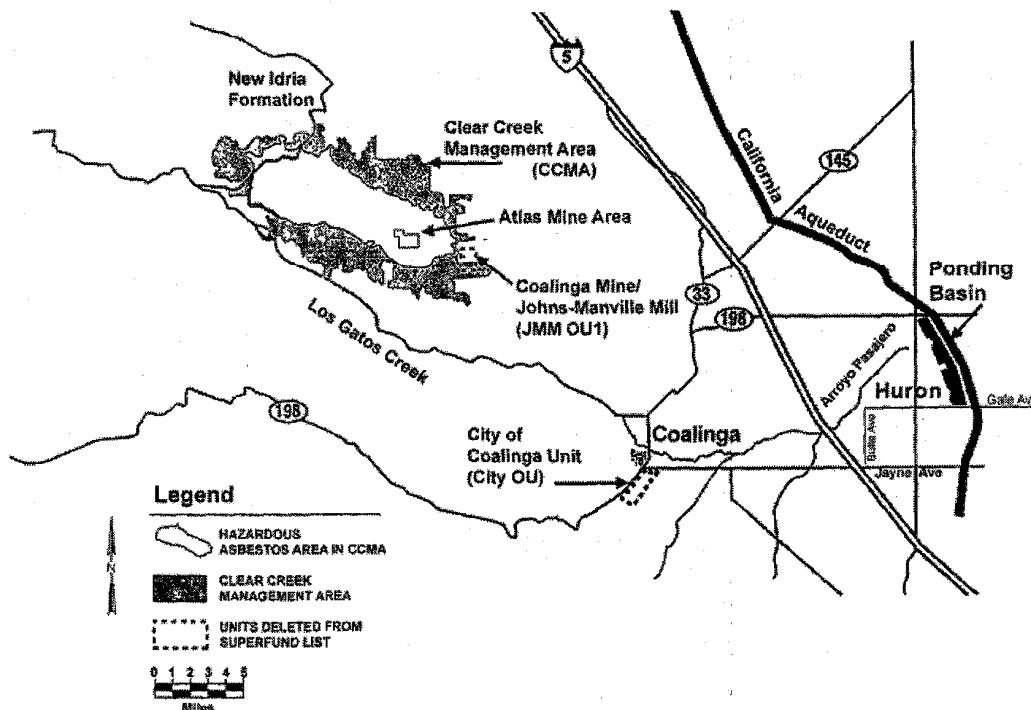 New Idria
Formation
Clear Creek
Management Area
(CCMA)
Atlas Mine Area
Coalinga Mine/
Johns-Manville Mill
(JMM OU1)
Los Gatos Creek
5
California
Aqueduct
145
33
198
Ponding
Basin
Arroyo Pasajero
Huron
Gale Av
Butte Ave
Jayne Ave
198
Coalinga
City of
Coalinga Unit
(City OU)
Legend
N
HAZARDOUS
ASBESTOS AREA IN CCMA
CLEAR CREEK
MANAGEMENT AREA
UNITS DELETED FROM
SUPERFUND LIST
0 1 2 3 4 5
Miles